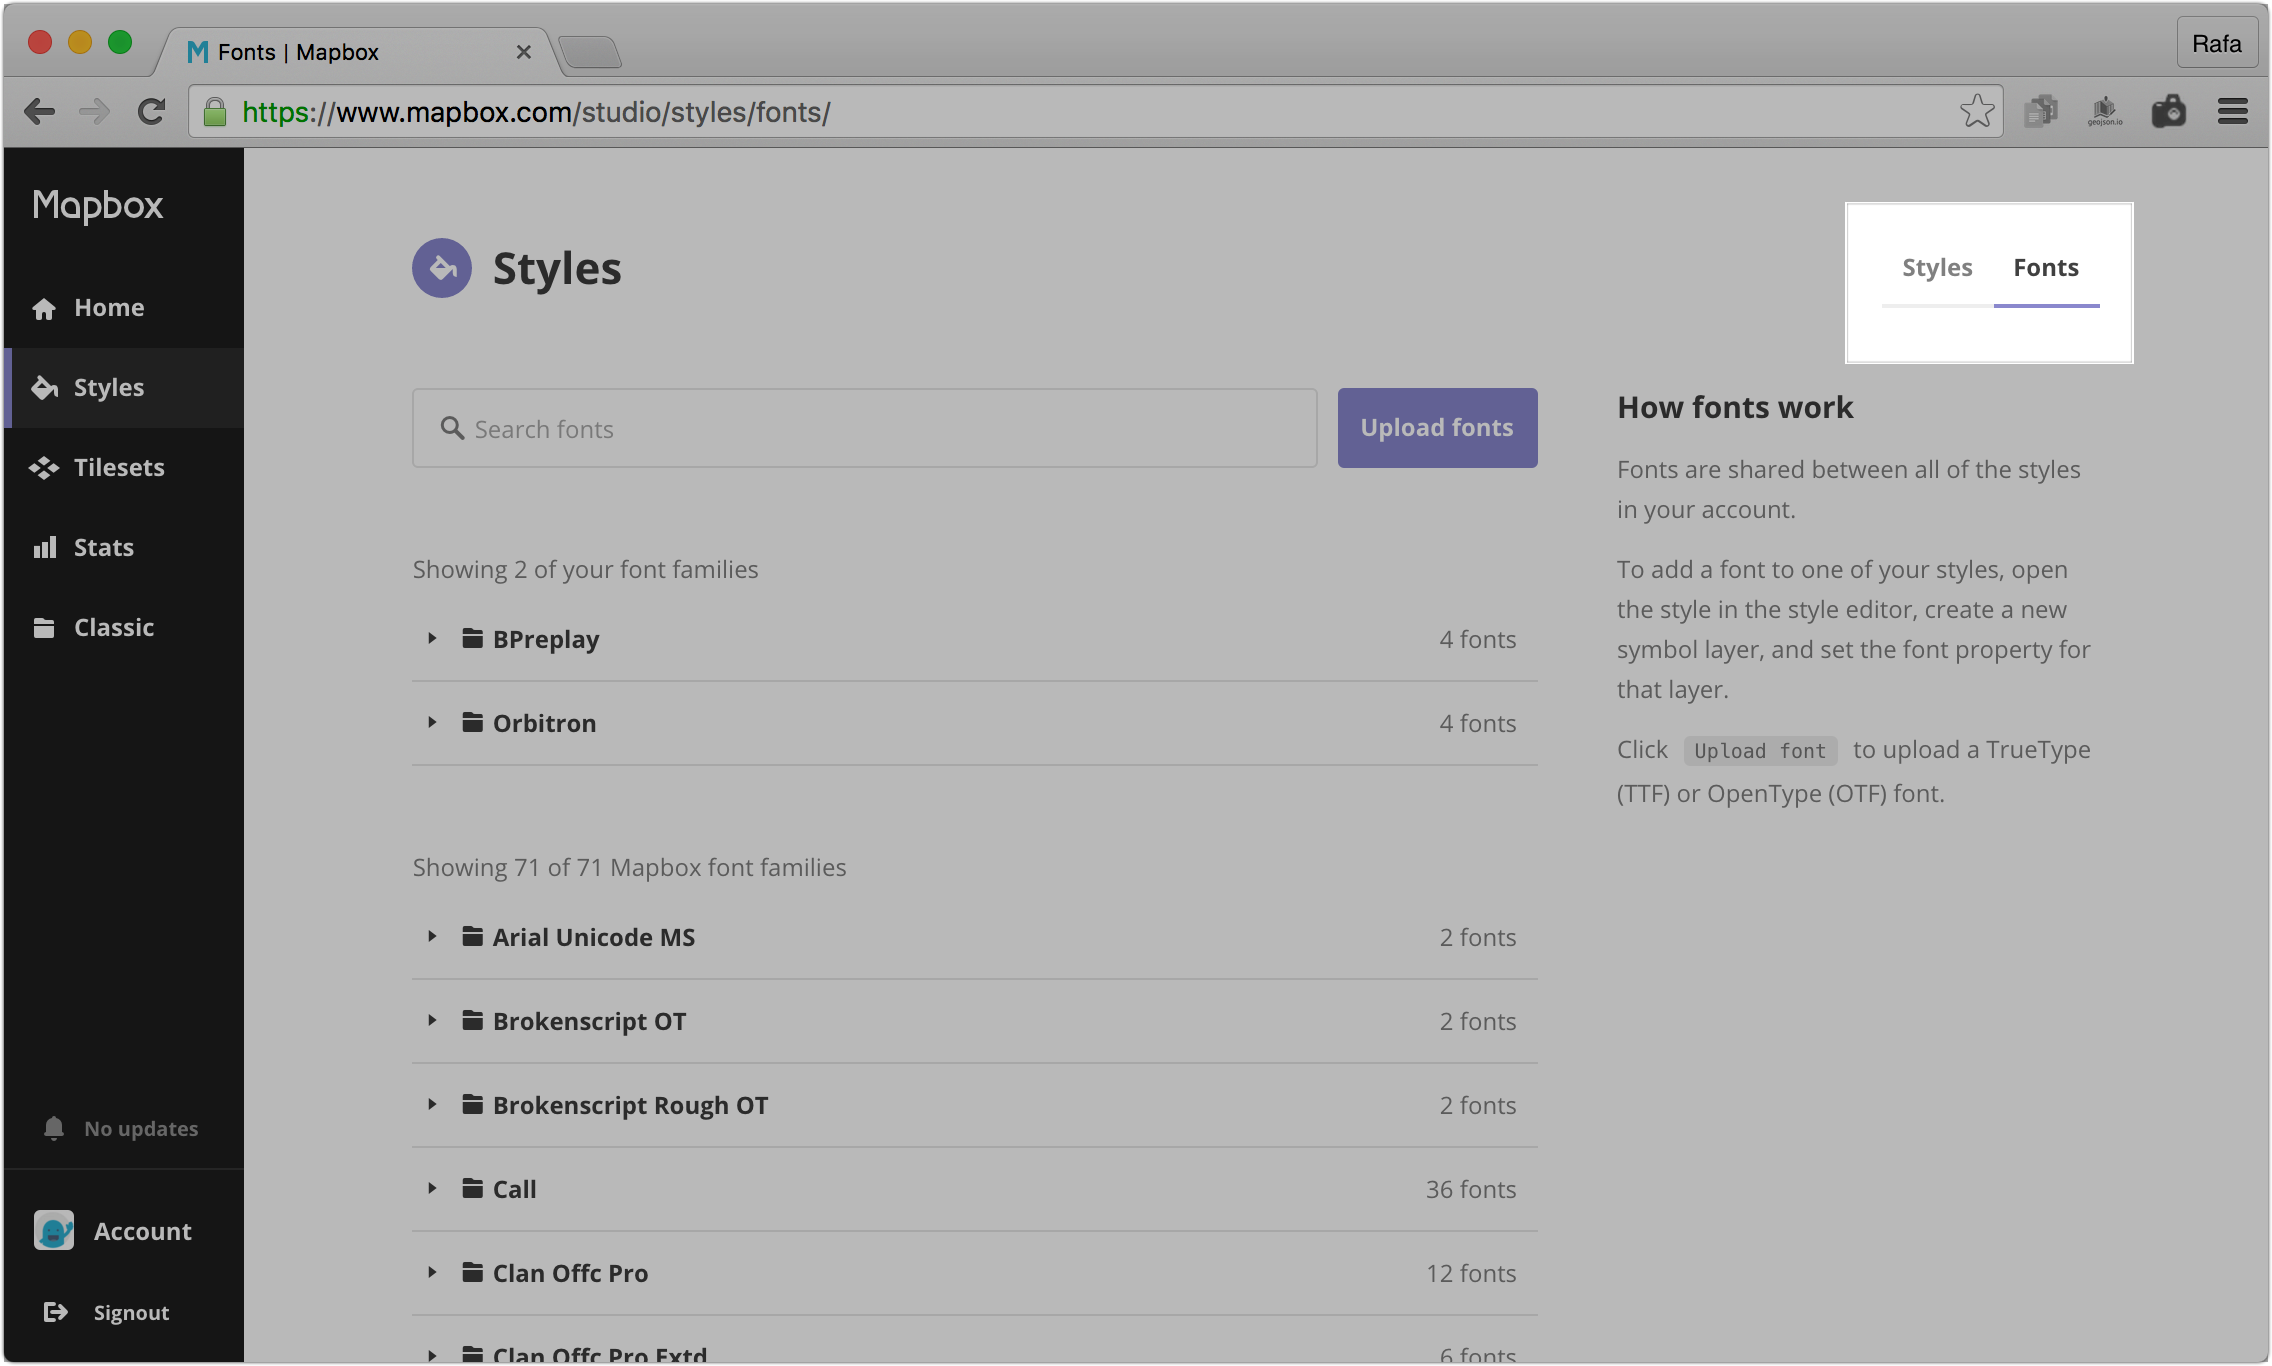 Fonts | Mapbox
Rafa
https://www.mapbox.com/studio/styles/fonts/
geojson.io
Mapbox
Home
Styles
Tilesets
Stats
Classic
No updates
Account
Signout
Styles
Styles Fonts
Search fonts
Upload fonts
Showing 2 of your font families
BPreplay 4 fonts
Orbitron 4 fonts
Showing 71 of 71 Mapbox font families
Arial Unicode MS 2 fonts
Brokenscript OT 2 fonts
Brokenscript Rough OT 2 fonts
Call 36 fonts
Clan Offc Pro 12 fonts
Clan Offc Pro Extd 6 fonts
How fonts work
Fonts are shared between all of the styles
in your account.
To add a font to one of your styles, open
the style in the style editor, create a new
symbol layer, and set the font property for
that layer.
Click Upload font to upload a TrueType
(TTF) or OpenType (OTF) font.